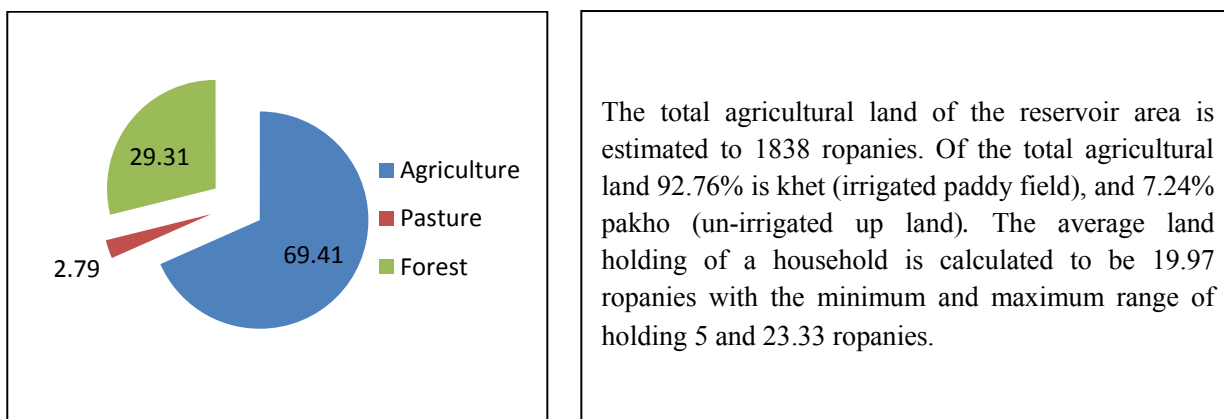 29.31
2.79
69.41
Agriculture
Pasture
Forest
The total agricultural land of the reservoir area is
estimated to 1838 ropanies. Of the total agricultural
land 92.76% is khet (irrigated paddy field), and 7.24%
pakho (un-irrigated up land). The average land
holding of a household is calculated to be 19.97
ropanies with the minimum and maximum range of
holding 5 and 23.33 ropanies.